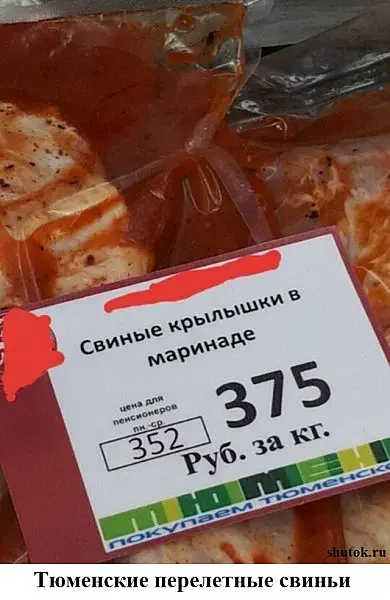 Свиные крылышки в
маринаде
цена для
пенсионеров
пн.-ср.
352
375
Руб. за кг.
покупаем тюменско
shutok.ru
Тюменские перелетные свиньи